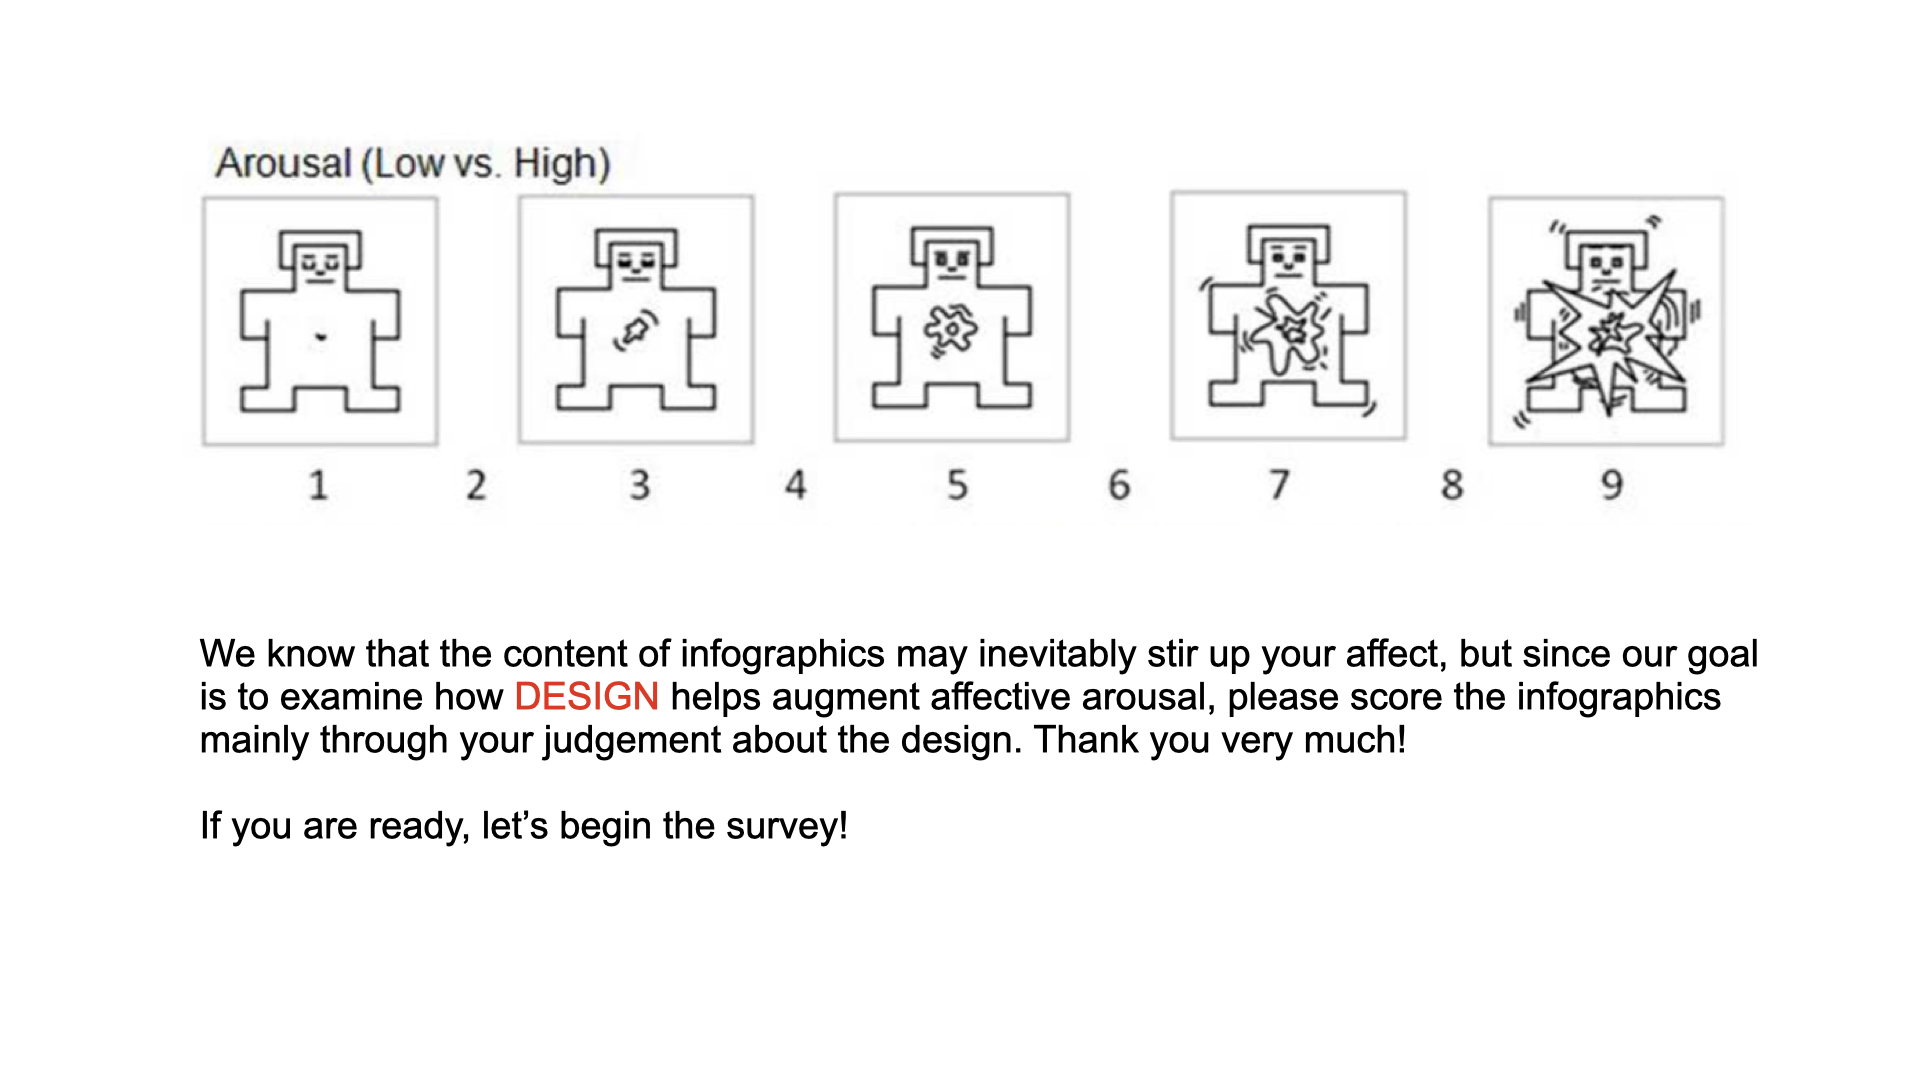 Arousal (Low vs. High)
1 2 3 4 5 6 7 8 9
We know that the content of infographics may inevitably stir up your affect, but since our goal
is to examine how DESIGN helps augment affective arousal, please score the infographics
mainly through your judgement about the design. Thank you very much!
If you are ready, let’s begin the survey!